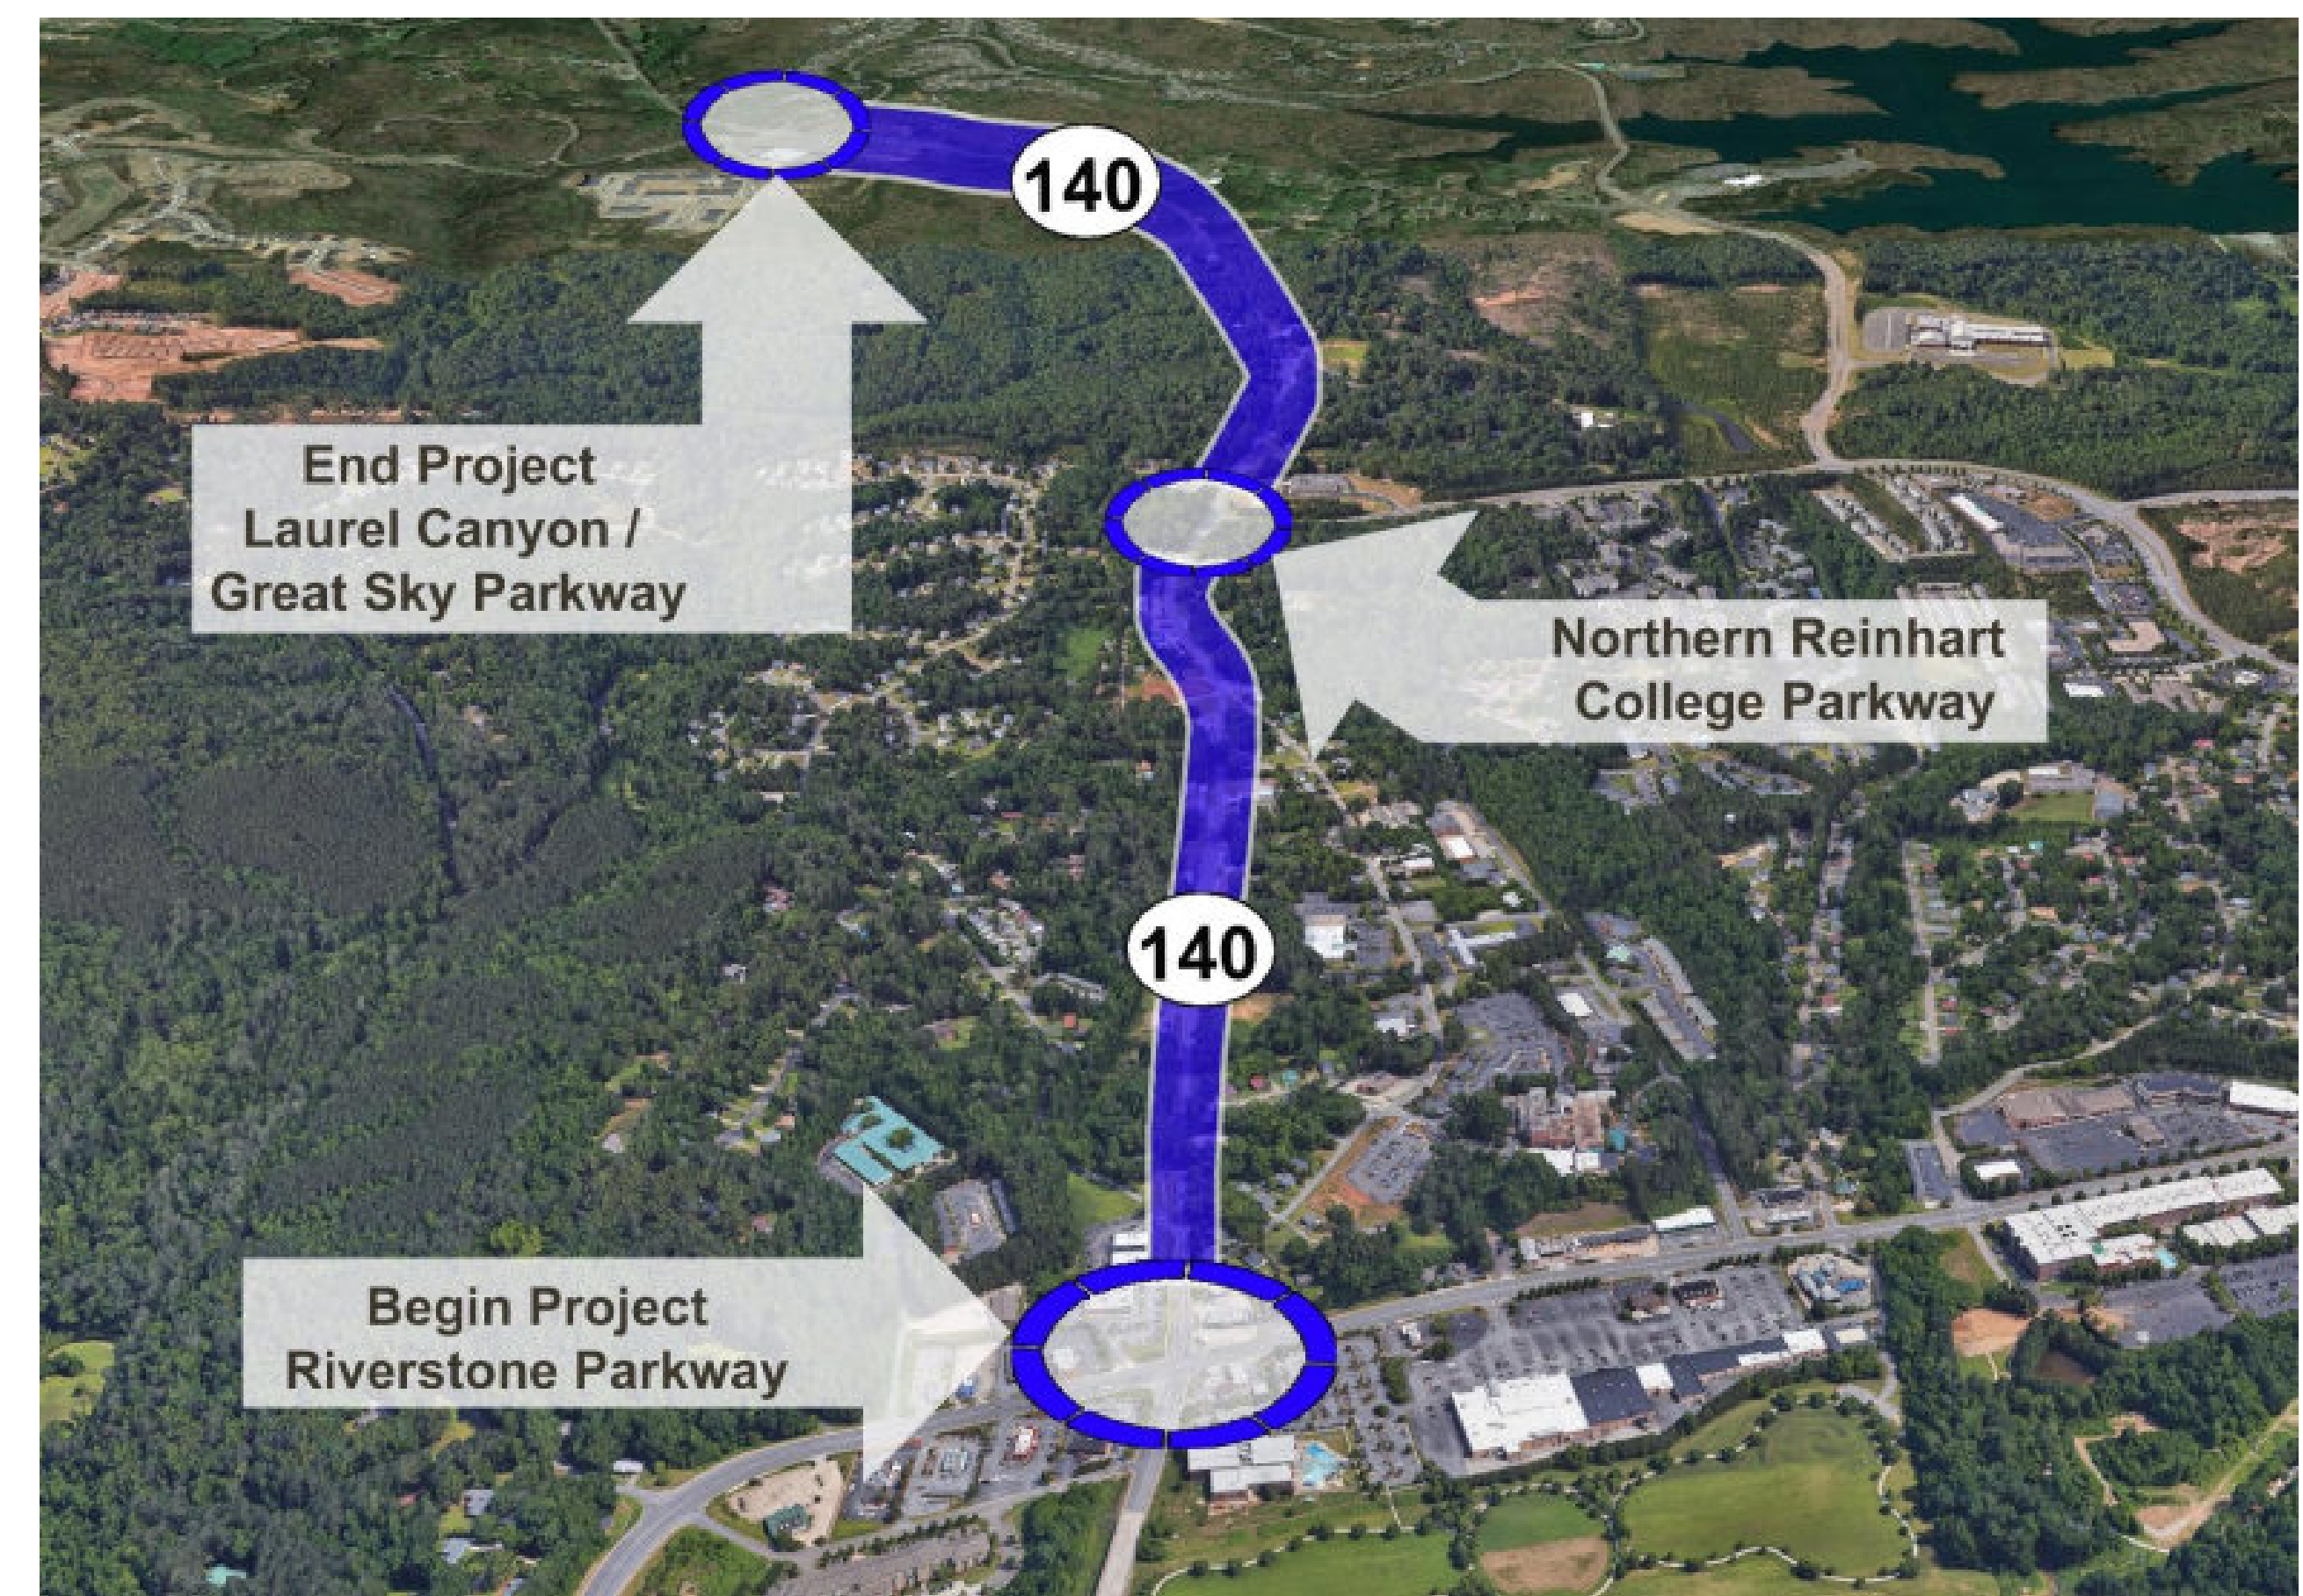 140
End Project
Laurel Canyon /
Great Sky Parkway
Northern Reinhart
College Parkway
140
Begin Project
Riverstone Parkway